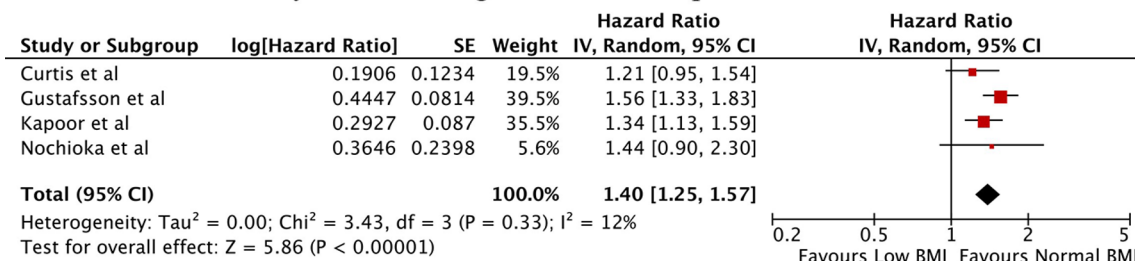 Hazard Ratio Hazard Ratio
Study or Subgroup log[Hazard Ratio] SE Weight IV, Random, 95% CI IV, Random, 95% CI
Curtis et al 0.1906 0.1234 19.5% 1.21 [0.95, 1.54]
Gustafsson et al 0.4447 0.0814 39.5% 1.56 [1.33, 1.83]
Kapoor et al 0.2927 0.087 35.5% 1.34 [1.13, 1.59]
Nochioka et al 0.3646 0.2398 5.6% 1.44 [0.90, 2.30]
Total (95% CI) 100.0% 1.40 [1.25, 1.57]
Heterogeneity: Tau² = 0.00; Chi² = 3.43, df = 3 (P = 0.33); I² = 12%
Test for overall effect: Z = 5.86 (P < 0.00001)
0.2 0.5 1 2 5
Favours Low BMI Favours Normal BMI